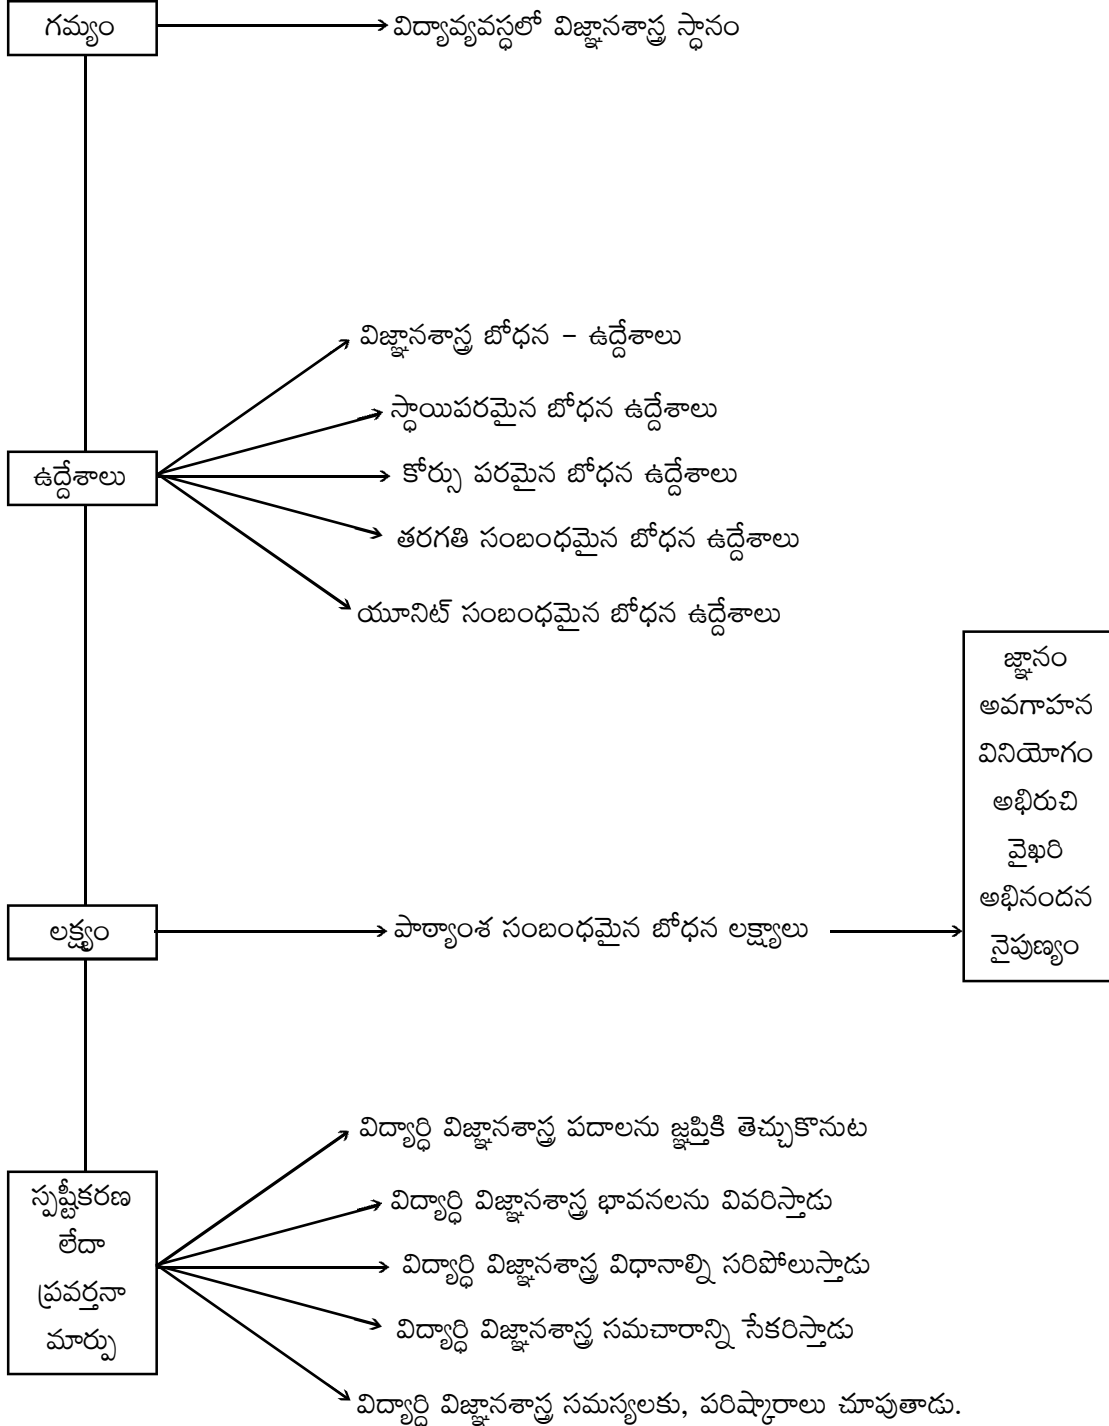 గమ్యం
విద్యావ్యవస్ధలో విజ్ఞానశాస్త్ర స్ధానం
విజ్ఞానశాస్త్ర బోధన – ఉద్దేశాలు
స్ధాయిపరమైన బోధన ఉద్దేశాలు
ఉద్దేశాలు
కోర్సు పరమైన బోధన ఉద్దేశాలు
తరగతి సంబంధమైన బోధన ఉద్దేశాలు
యూనిట్ సంబంధమైన బోధన ఉద్దేశాలు
జ్ఞానం
అవగాహన
వినియోగం
అభిరుచి
వైఖరి
అభినందన
నైపుణ్యం
లక్ష్యం
పాఠ్యాంశ సంబంధమైన బోధన లక్ష్యాలు
విద్యార్ధి విజ్ఞానశాస్త్ర పదాలను జ్ఞప్తికి తెచ్చుకొనుట
స్పష్టీకరణ
లేదా
ప్రవర్తనా
మార్పు
విద్యార్ధి విజ్ఞానశాస్త్ర భావనలను వివరిస్తాడు
విద్యార్ధి విజ్ఞానశాస్త్ర విధానాల్ని సరిపోలుస్తాడు
విద్యార్ధి విజ్ఞానశాస్త్ర సమచారాన్ని సేకరిస్తాడు
విద్యార్ధి విజ్ఞానశాస్త్ర సమస్యలకు, పరిష్కారాలు చూపుతాడు.